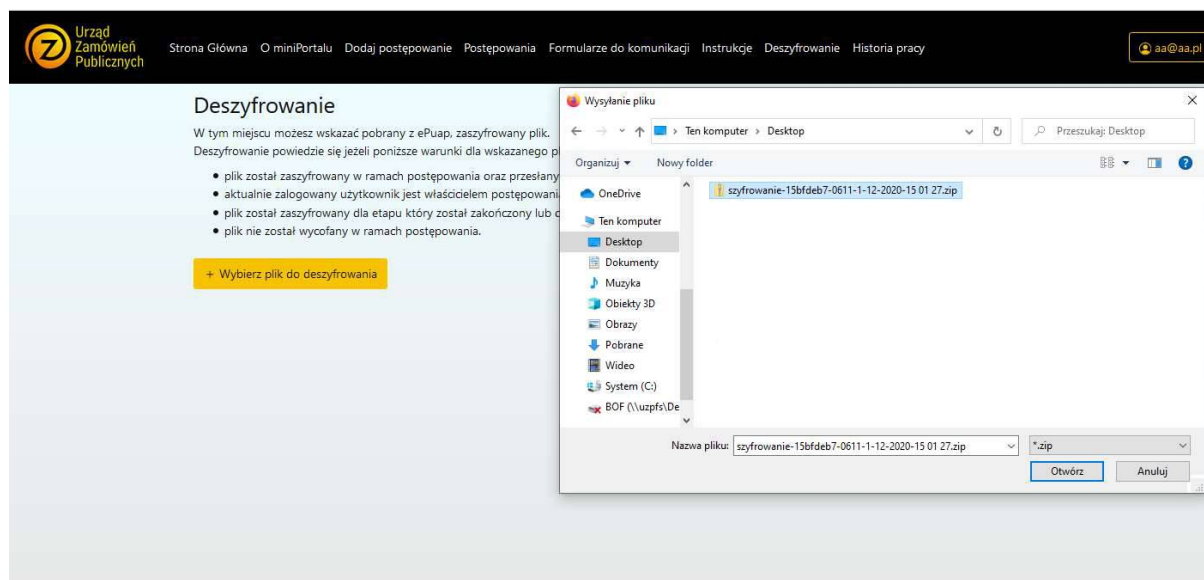 Urząd
Zamówień
Publicznych
Strona Główna O miniPortalu Dodaj postępowanie Postępowania Formularze do komunikacji Instrukcje Deszyfrowanie Historia pracy
aa@aa.pl
Deszyfrowanie
W tym miejscu możesz wskazać pobrany z ePuap, zaszyfrowany plik.
Deszyfrowanie powiedzie się jeżeli poniższe warunki dla wskazanego
plik został zaszyfrowany w ramach postępowania oraz przesłany
aktualnie zalogowany użytkownik jest właścicielem postępowani
plik został zaszyfrowany dla etapu który został zakończony lub
plik nie został wycofany w ramach postępowania.
+ Wybierz plik do deszyfrowania
Wysyłanie pliku
Ten komputer > Desktop
Przeszukaj: Desktop
Organizuj Nowy folder
OneDrive
Ten komputer
Desktop
Dokumenty
Muzyka
Obiekty 3D
Obrazy
Pobrane
Wideo
System (C:)
BOF (\\uzpfs\De
szyfrowanie-15bfdeb7-0611-1-12-2020-15 01 27.zip
Nazwa pliku: szyfrowanie-15bfdeb7-0611-1-12-2020-15 01 27.zip
*.zip
Otwórz Anuluj